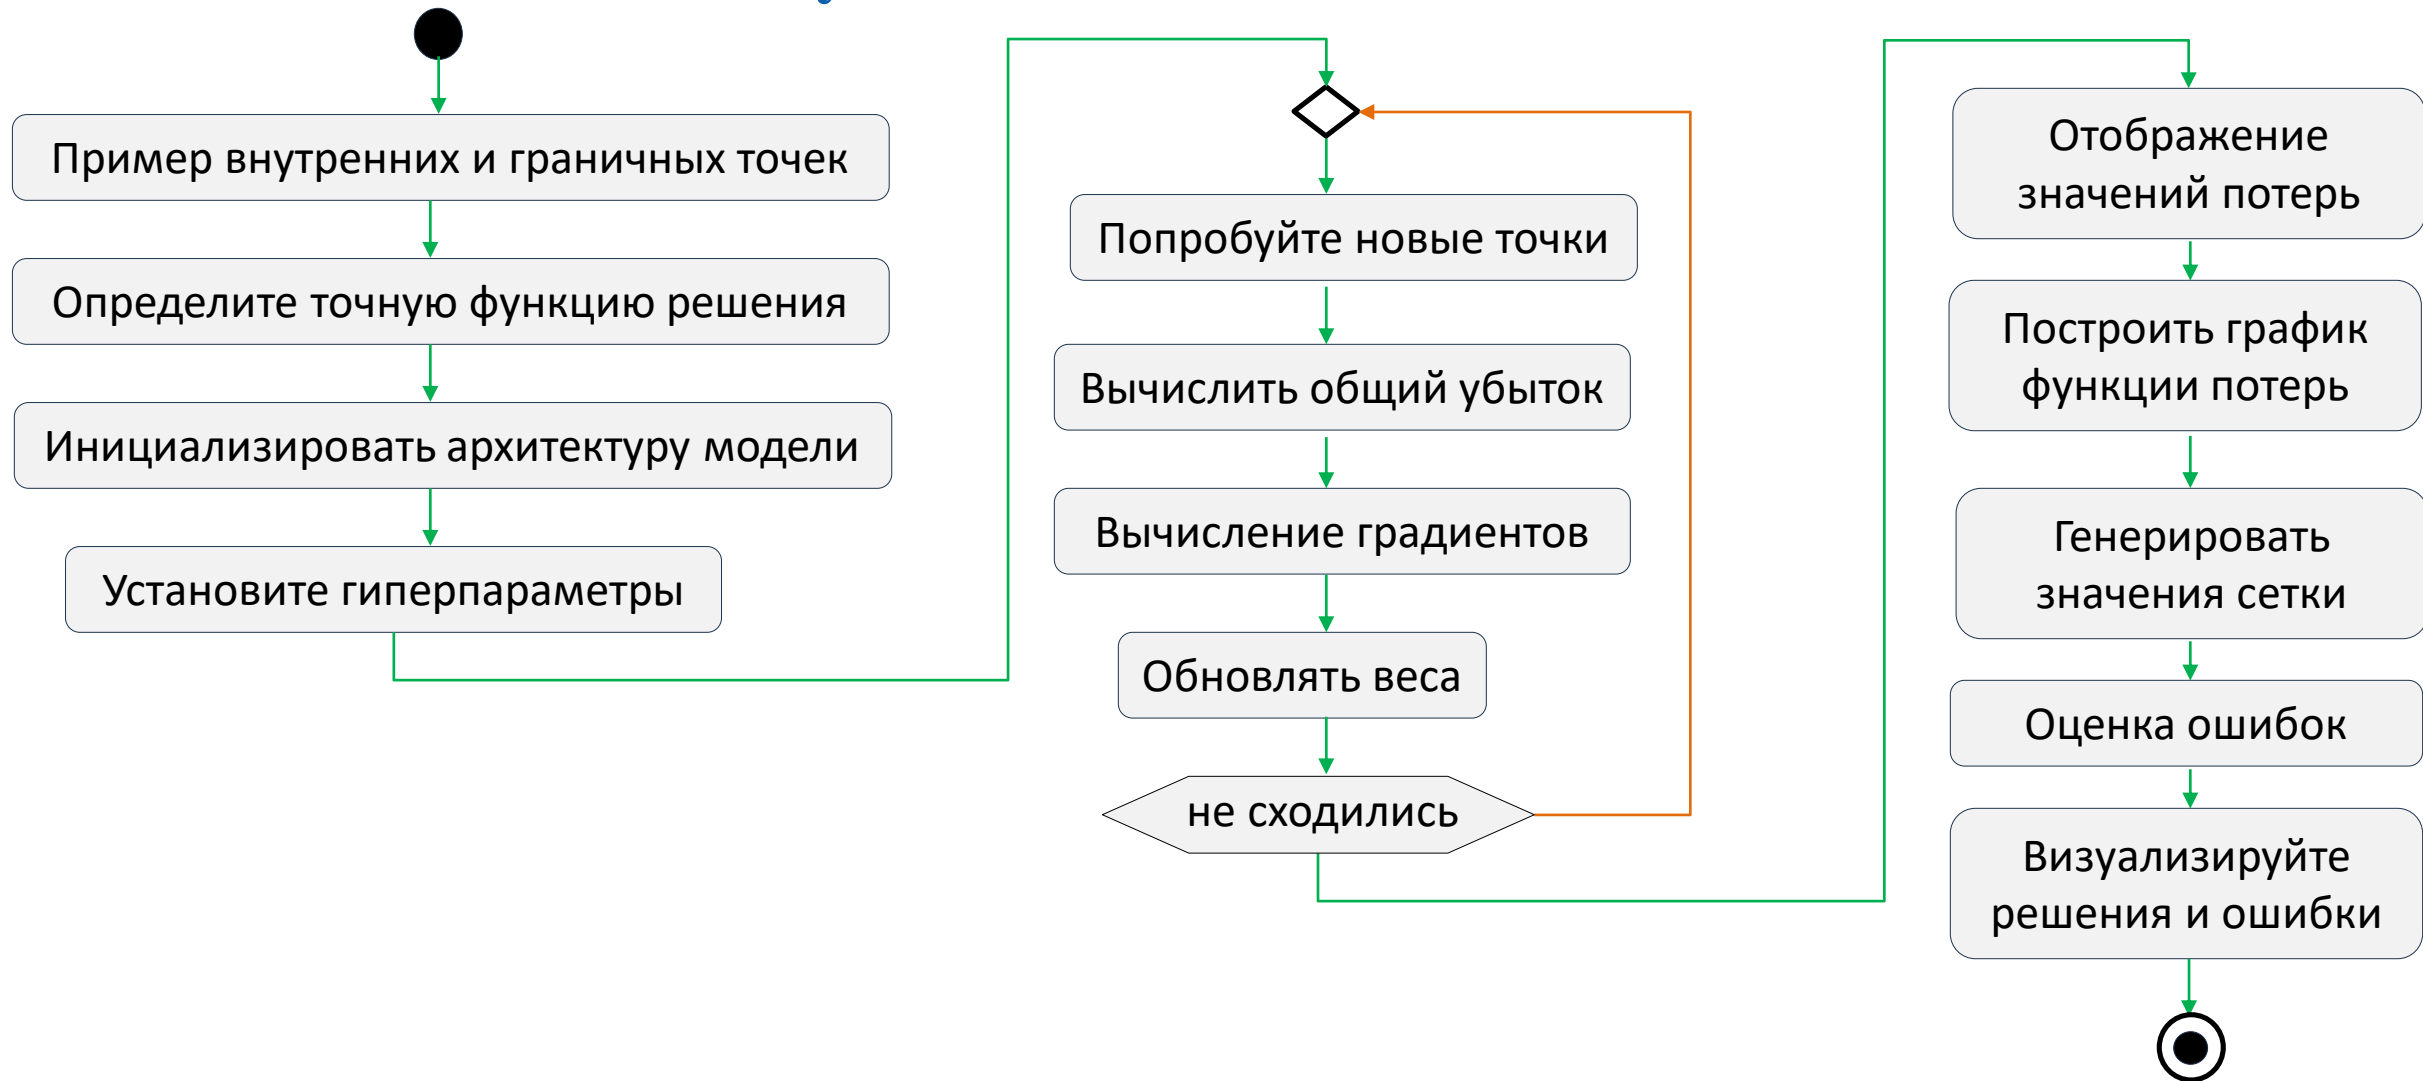 Пример внутренних и граничных точек
Определите точную функцию решения
Инициализировать архитектуру модели
Установите гиперпараметры
Попробуйте новые точки
Вычислить общий убыток
Вычисление градиентов
Обновлять веса
не сходились
Отображение
значений потерь
Построить график
функции потерь
Генерировать
значения сетки
Оценка ошибок
Визуализируйте
решения и ошибки